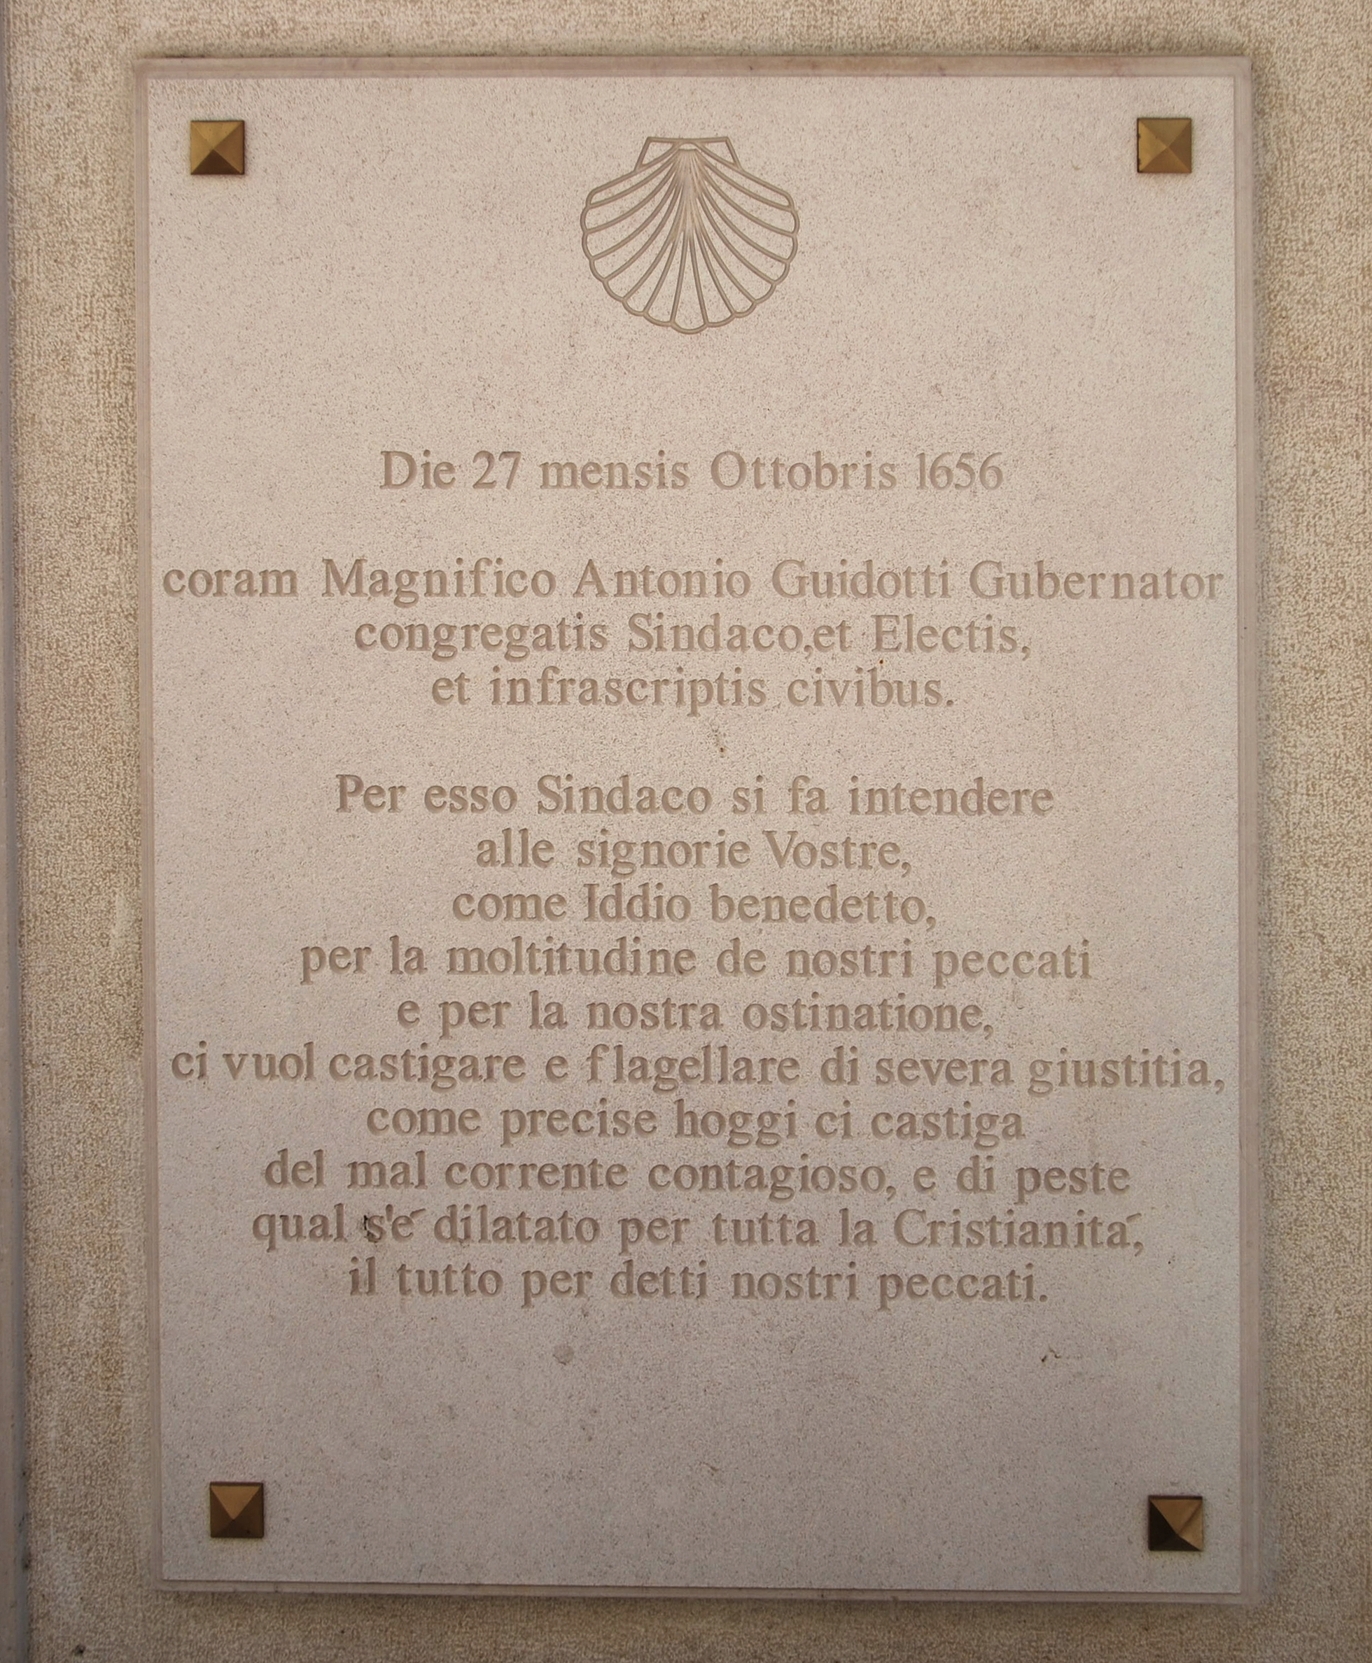 Die 27 mensis Ottobris 1656
coram Magnifico Antonio Guidotti Gubernator
congregatis Sindaco,et Electis,
et infrascriptis civibus.
Per esso Sindaco si fa intendere
alle signorie Vostre,
come Iddio benedetto,
per la moltitudine de nostri peccati
e per la nostra ostinatione,
ci vuol castigare e flagellare di severa giustitia,
come precise hoggi ci castiga
del mal corrente contagioso, e di peste
qual s'é dilatato per tutta la Cristianitá,
il tutto per detti nostri peccati.